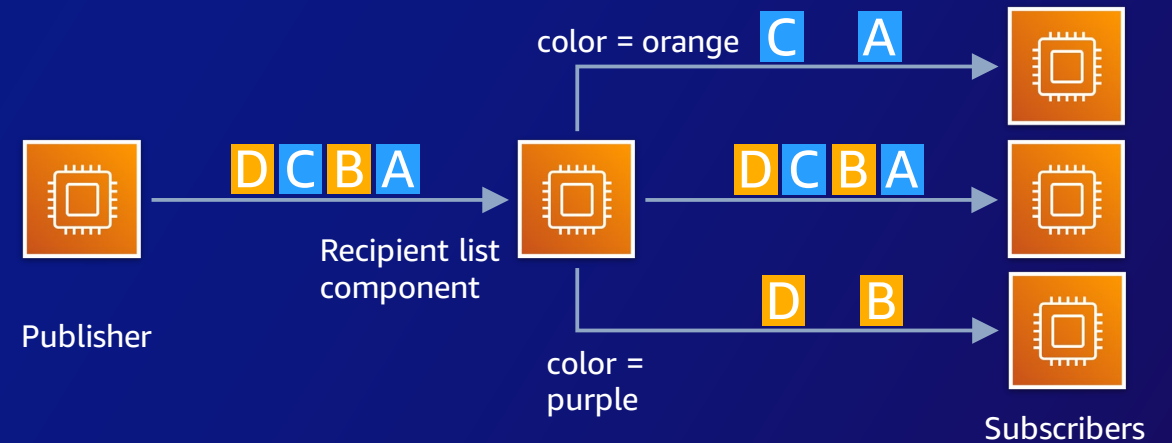 color = orange
C A
D C B A
D C B A
Recipient list
component
Publisher
D B
color =
purple
Subscribers